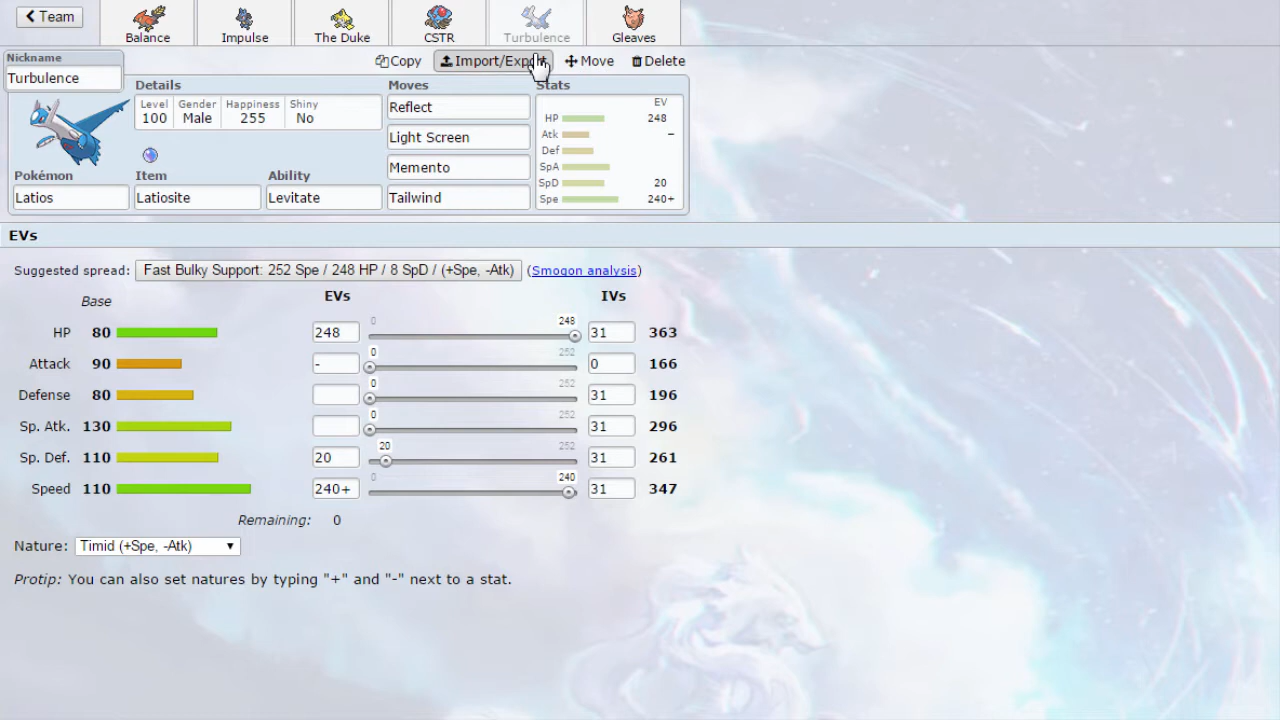 Team
Balance
Impulse
The Duke
CSTR
Turbulence
Gleaves
Nickname
Turbulence
Copy
Import/Export
Move
Delete
Details
Level Gender Happiness Shiny
100 Male 255 No
Pokémon
Latios
Item
Latiosite
Ability
Levitate
Moves
Reflect
Light Screen
Memento
Tailwind
Stats
EV
HP 248
Atk –
Def
SpA
SpD 20
Spe 240+
EVs
Suggested spread: Fast Bulky Support: 252 Spe / 248 HP / 8 SpD / (+Spe, -Atk) (Smogon analysis)
Base EVs IVs
0 248
HP 80 248 31 363
0 252
Attack 90 - 0 166
0 252
Defense 80 31 196
0 252
Sp. Atk. 130 31 296
20 252
Sp. Def. 110 20 31 261
0 240
Speed 110 240+ 31 347
Remaining: 0
Nature: Timid (+Spe, -Atk)
Protip: You can also set natures by typing "+" and "-" next to a stat.